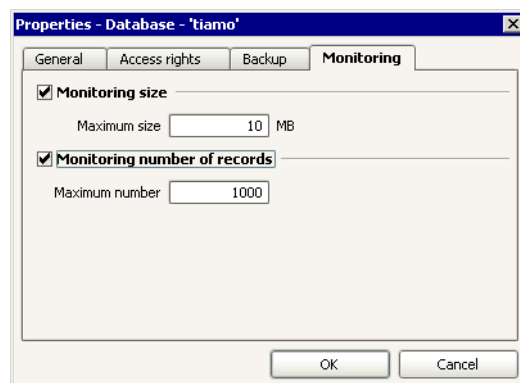 Properties - Database - 'tiamo'
General Access rights Backup Monitoring
Monitoring size
Maximum size 10 MB
Monitoring number of records
Maximum number 1000
OK Cancel